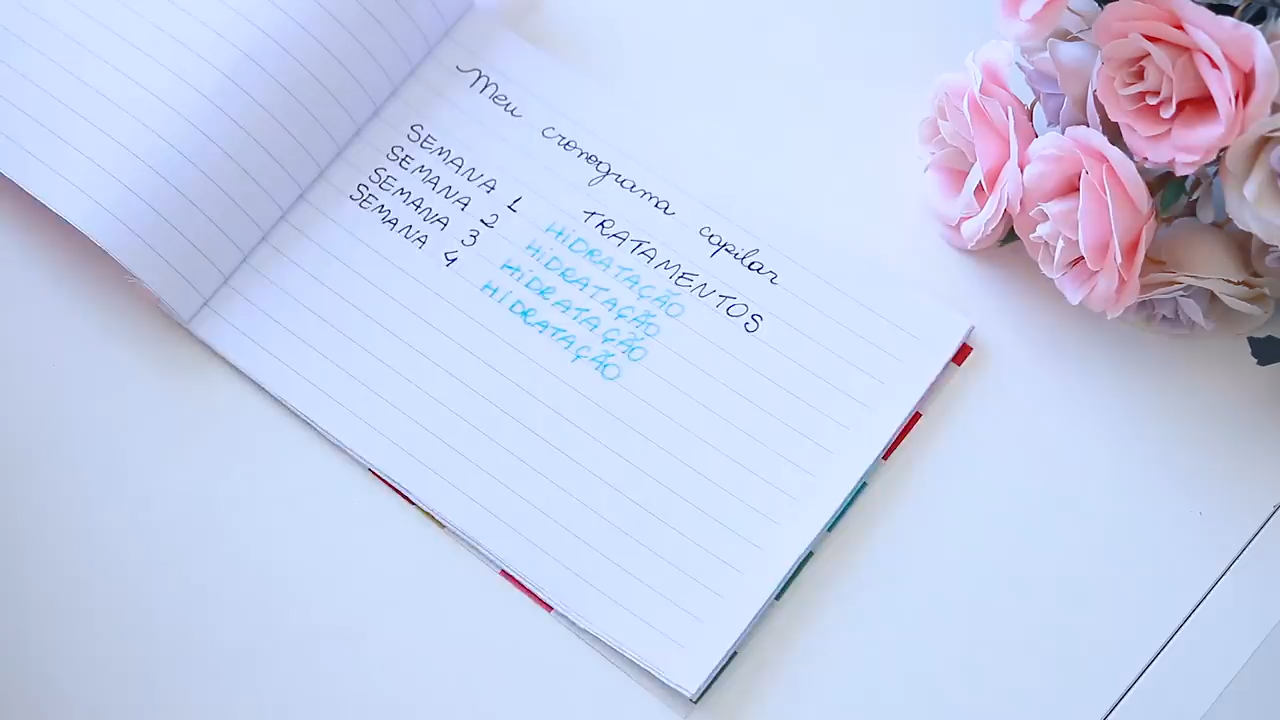 Meu cronograma capilar
TRATAMENTOS
SEMANA 1 HIDRATAÇÃO
SEMANA 2 HIDRATAÇÃO
SEMANA 3 HIDRATAÇÃO
SEMANA 4 HIDRATAÇÃO